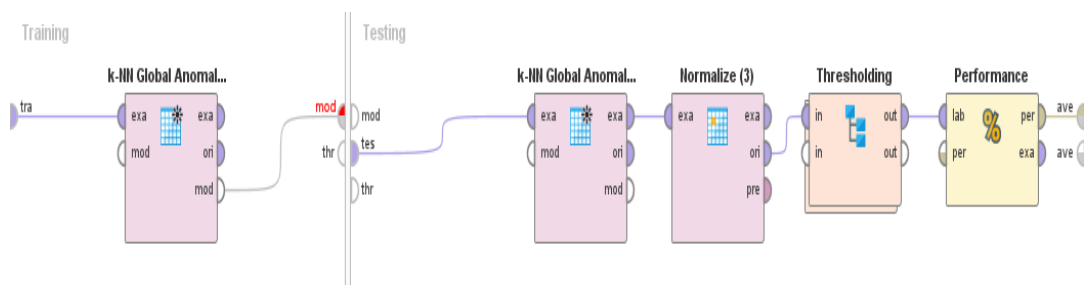 Training
Testing
k-NN Global Anomal...
k-NN Global Anomal...
Normalize (3)
Thresholding
Performance
tra
exa
exa
mod
ori
mod
mod
thr
mod
tes
thr
exa
exa
mod
ori
mod
exa
exa
ori
pre
in
out
in
out
lab
per
%
per
exa
ave
ave